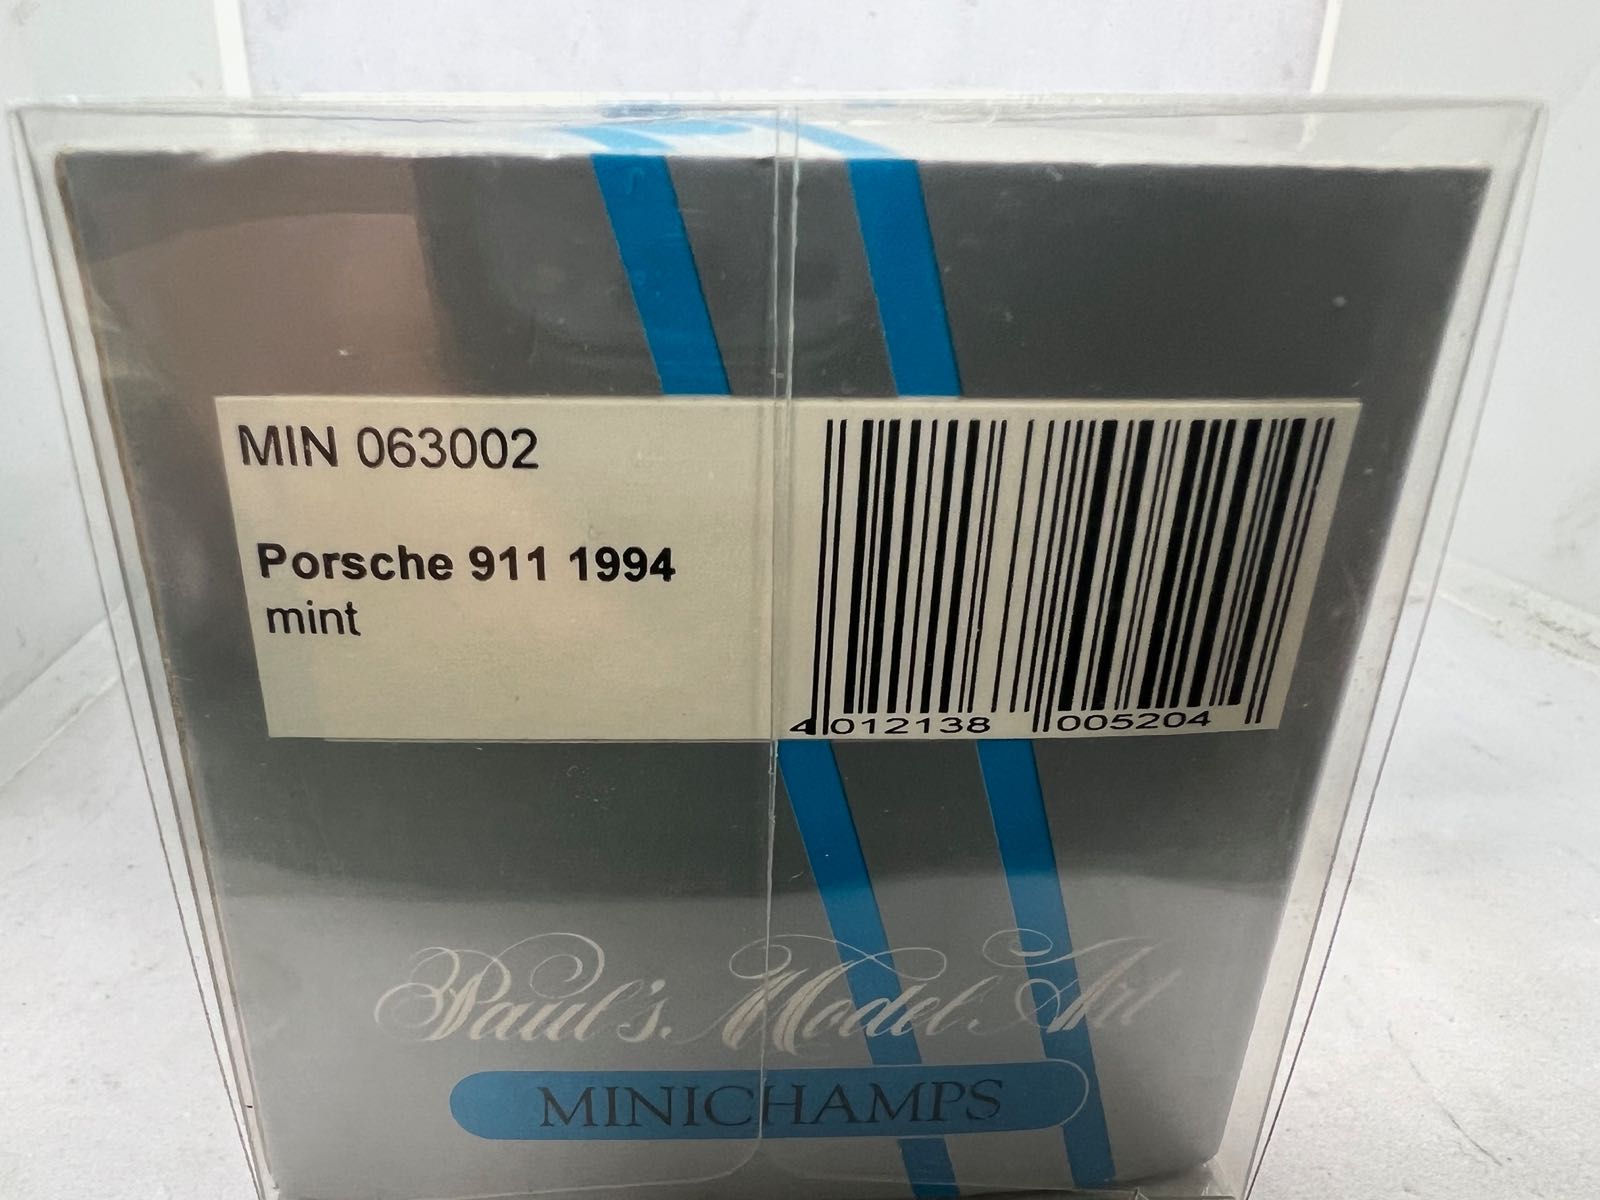 MIN 063002
Porsche 911 1994
mint
4 012138 005204
Paul's Model Art
MINICHAMPS